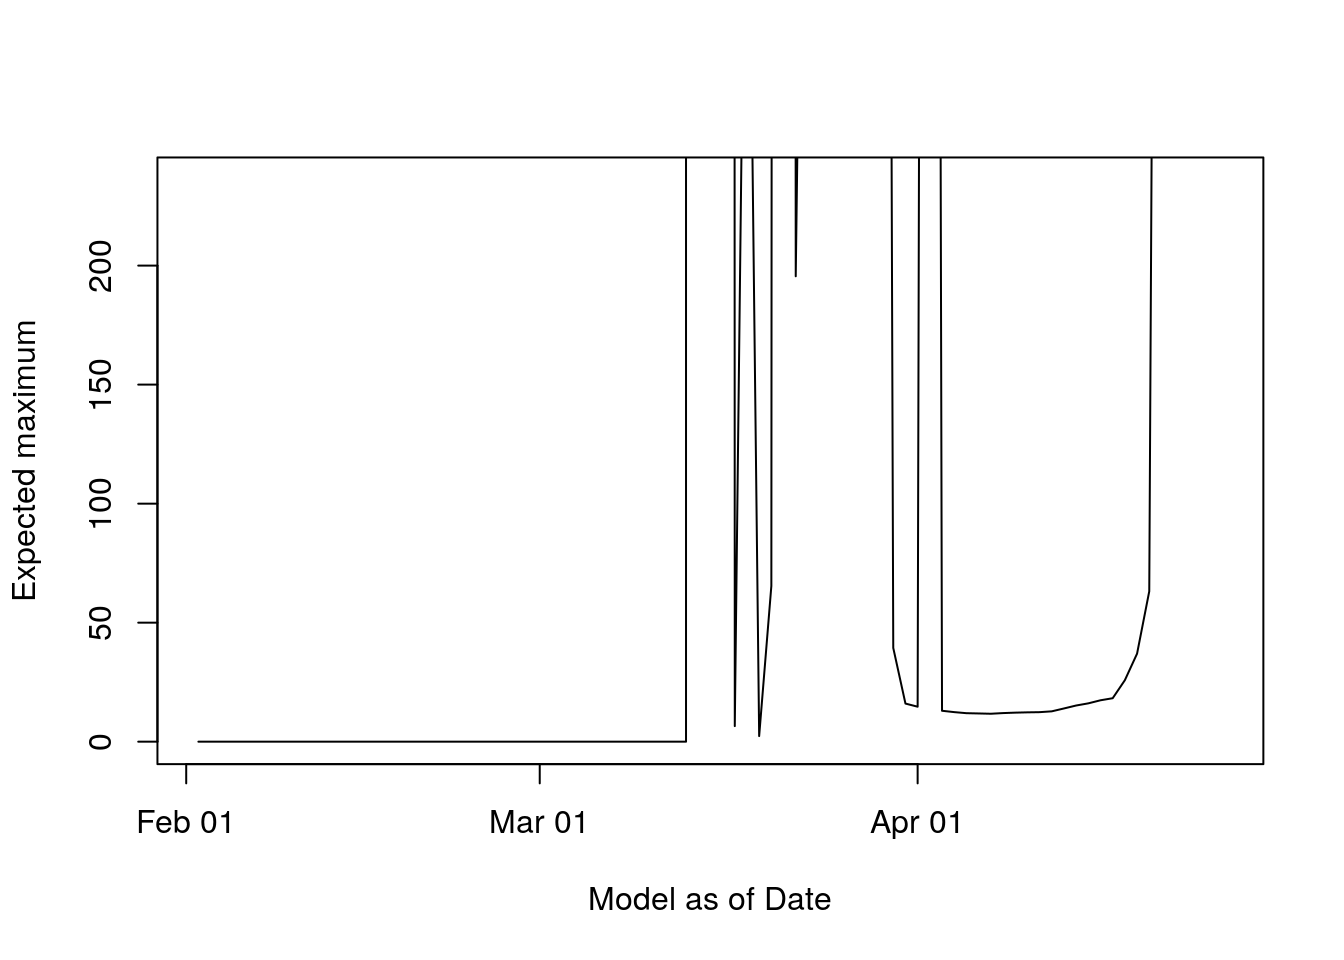 Expected maximum
200
150
100
50
0
Feb 01
Mar 01
Apr 01
Model as of Date